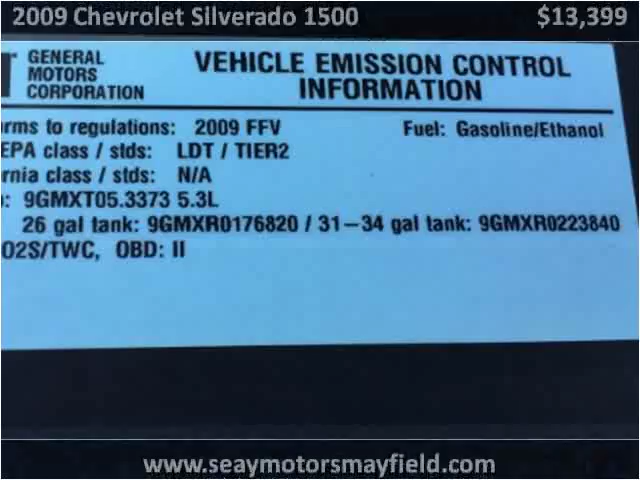 2009 Chevrolet Silverado 1500 $13,399
GENERAL
MOTORS
CORPORATION
VEHICLE EMISSION CONTROL
INFORMATION
rms to regulations: 2009 FFV Fuel: Gasoline/Ethanol
EPA class / stds: LDT / TIER2
rnia class / stds: N/A
: 9GMXT05.3373 5.3L
26 gal tank: 9GMXR0176820 / 31-34 gal tank: 9GMXR0223840
O2S/TWC, OBD: II
www.seaymotorsmayfield.com